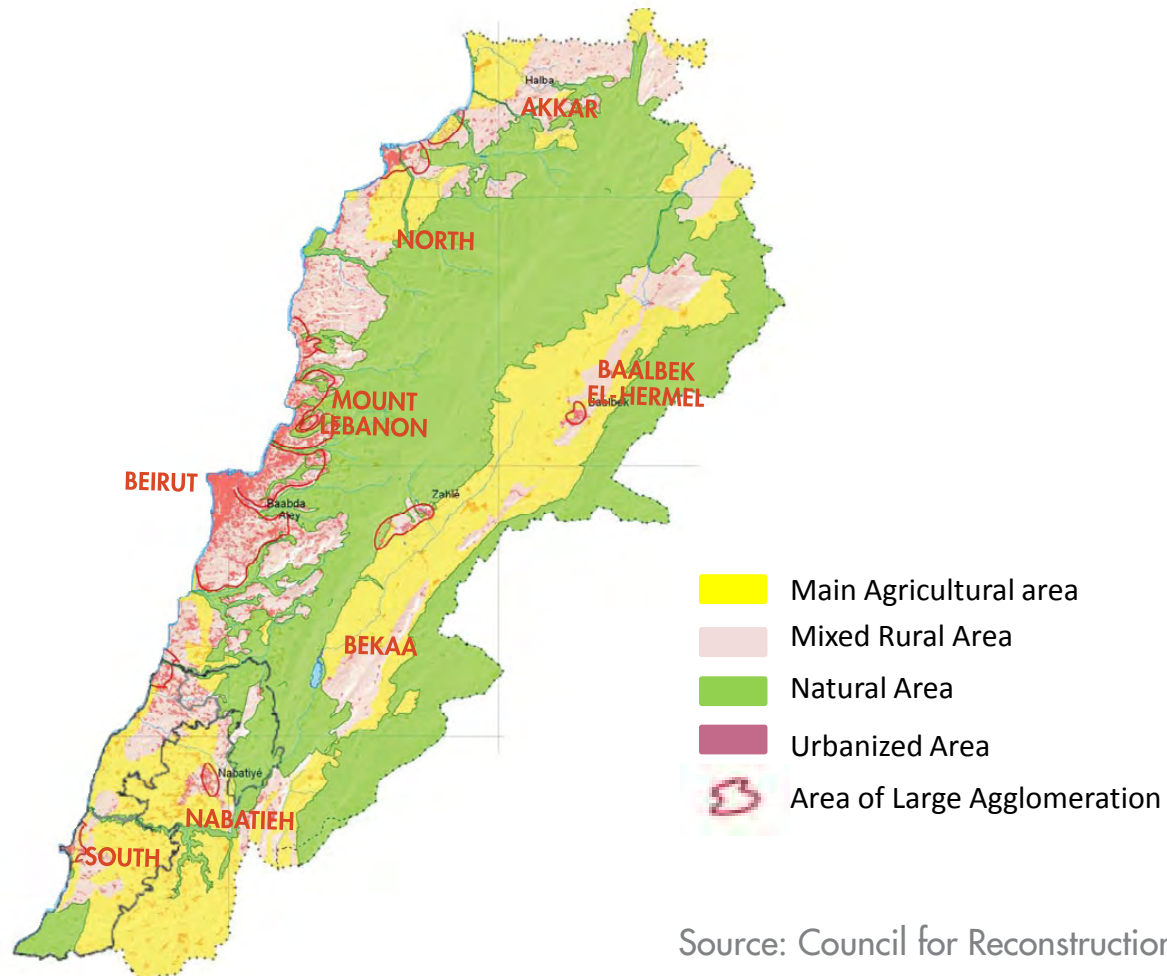 Halba
AKKAR
NORTH
BAALBEK
EL-HERMEL
Baalbek
MOUNT
LEBANON
BEIRUT
Zahlé
Baabda
Aley
BEKAA
Nabatiyé
NABATIEH
SOUTH
Main Agricultural area
Mixed Rural Area
Natural Area
Urbanized Area
Area of Large Agglomeration
Source: Council for Reconstruction